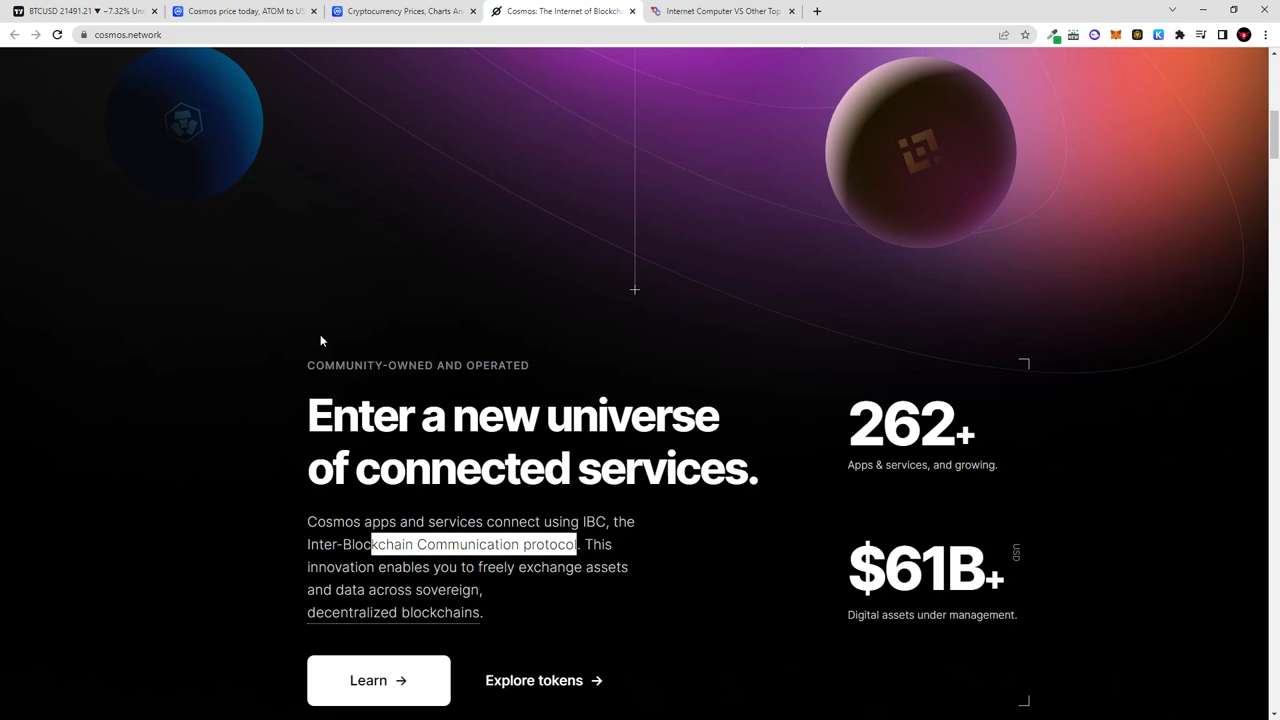 BTCUSD 21491.21 ▼ −7.32% Un
Cosmos price today, ATOM to US
Cryptocurrency Prices, Charts An
Cosmos: The Internet of Blockcha
Internet Computer VS Other Top
cosmos.network
COMMUNITY-OWNED AND OPERATED
Enter a new universe
of connected services.
Cosmos apps and services connect using IBC, the
Inter-Blockchain Communication protocol. This
innovation enables you to freely exchange assets
and data across sovereign,
decentralized blockchains.
Learn →
Explore tokens →
262+
Apps & services, and growing.
$61B+
USD
Digital assets under management.